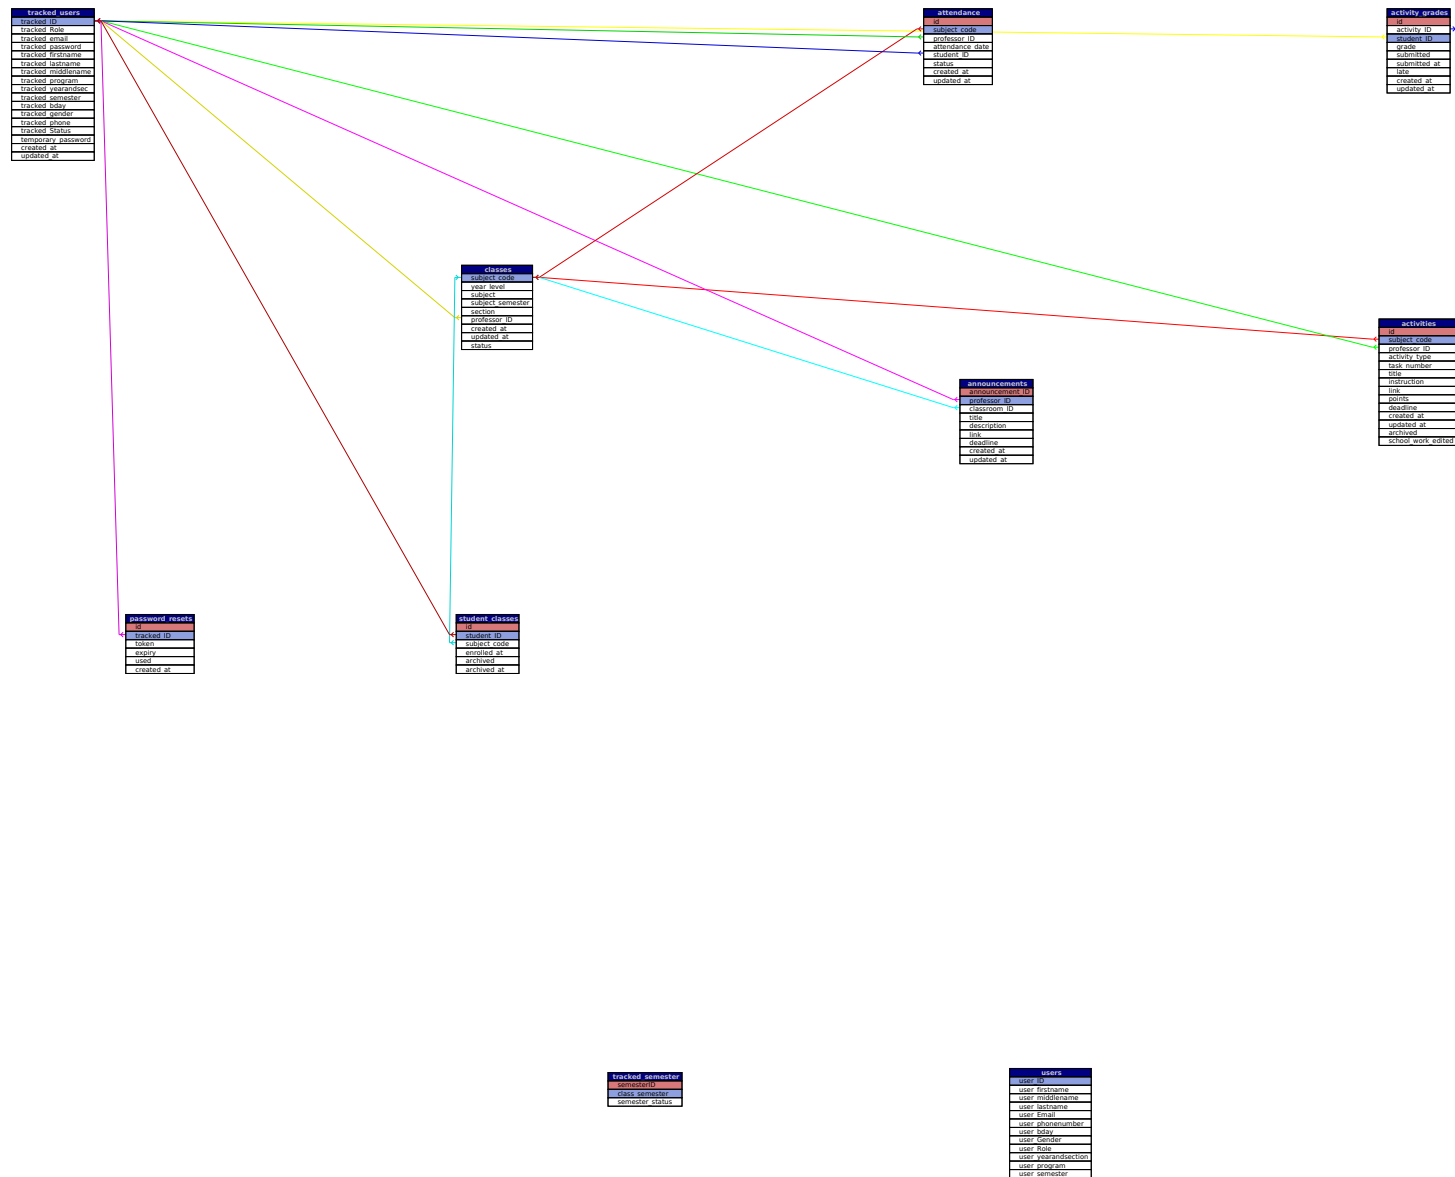 tracked_users
tracked_ID
tracked_Role
tracked_email
tracked_password
tracked_firstname
tracked_lastname
tracked_middlename
tracked_program
tracked_yearandsec
tracked_semester
tracked_bday
tracked_gender
tracked_phone
tracked_Status
temporary_password
created_at
updated_at
attendance
id
subject_code
professor_ID
attendance_date
student_ID
status
created_at
updated_at
activity_grades
id
activity_ID
student_ID
grade
submitted
submitted_at
late
created_at
updated_at
classes
subject_code
year_level
subject
subject_semester
section
professor_ID
created_at
updated_at
status
activities
id
subject_code
professor_ID
activity_type
task_number
title
instruction
link
points
deadline
created_at
updated_at
archived
school_work_edited
announcements
announcement_ID
professor_ID
classroom_ID
title
description
link
deadline
created_at
updated_at
password_resets
id
tracked_ID
token
expiry
used
created_at
student_classes
id
student_ID
subject_code
enrolled_at
archived
archived_at
tracked_semester
semesterID
class_semester
semester_status
users
user_ID
user_firstname
user_middlename
user_lastname
user_Email
user_phonenumber
user_bday
user_Gender
user_Role
user_yearandsection
user_program
user_semester